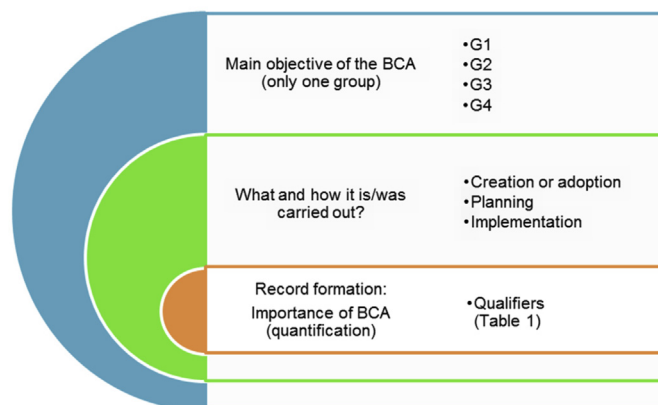 Main objective of the BCA
(only one group)
•G1
•G2
•G3
•G4
What and how it is/was
carried out?
•Creation or adoption
•Planning
•Implementation
Record formation:
Importance of BCA
(quantification)
•Qualifiers
(Table 1)